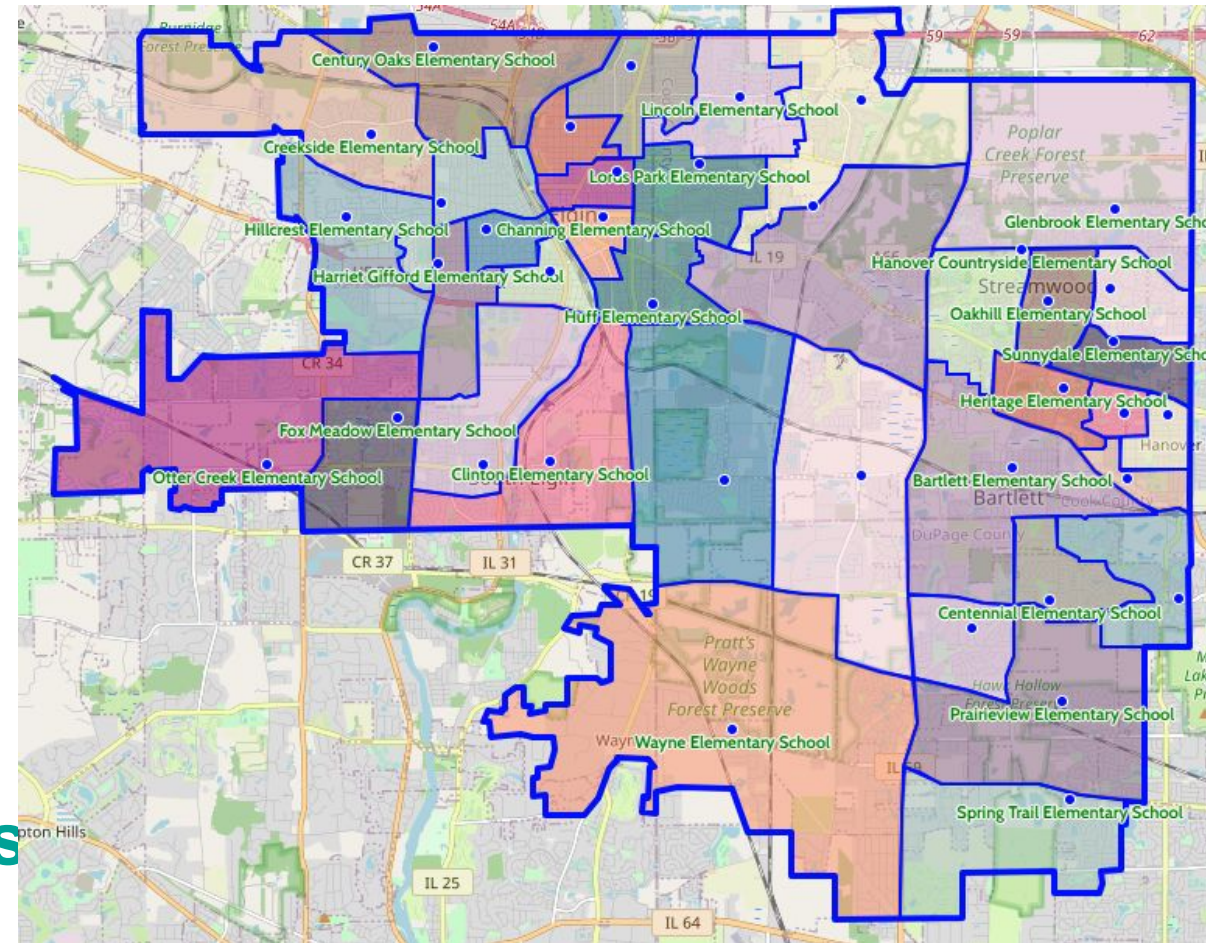 54A
54B
59
59
62
Century Oaks Elementary School
Lincoln Elementary School
Poplar
Creek Forest
Preserve
Creekside Elementary School
Lords Park Elementary School
Hillcrest Elementary School
Channing Elementary School
Glenbrook Elementary Scho
IL 19
Hanover Countryside Elementary School
Harriet Gifford Elementary School
Streamwood
Oakhill Elementary School
Huff Elementary School
Sunnydale Elementary Scho
CR 34
Heritage Elementary School
Fox Meadow Elementary School
Hanover
Otter Creek Elementary School
Clinton Elementary School
Bartlett Elementary School
Bartlett
Cook County
DuPage County
CR 37
IL 31
Centennial Elementary School
Pratt's
Wayne
Woods
Forest Preserve
Hawk Hollow
Forest Preserve
Prairieview Elementary School
Wayne Elementary School
IL 59
Spring Trail Elementary School
s
pton Hills
IL 25
IL 64